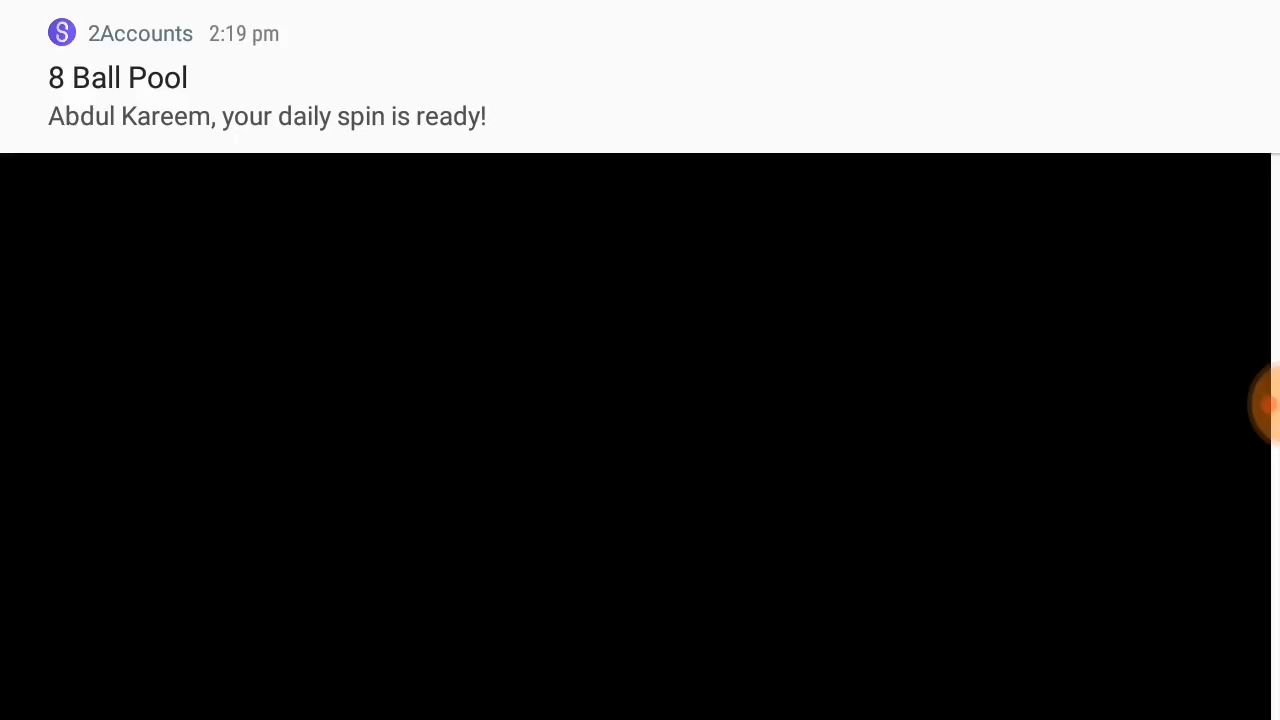 2Accounts 2:19 pm
8 Ball Pool
Abdul Kareem, your daily spin is ready!